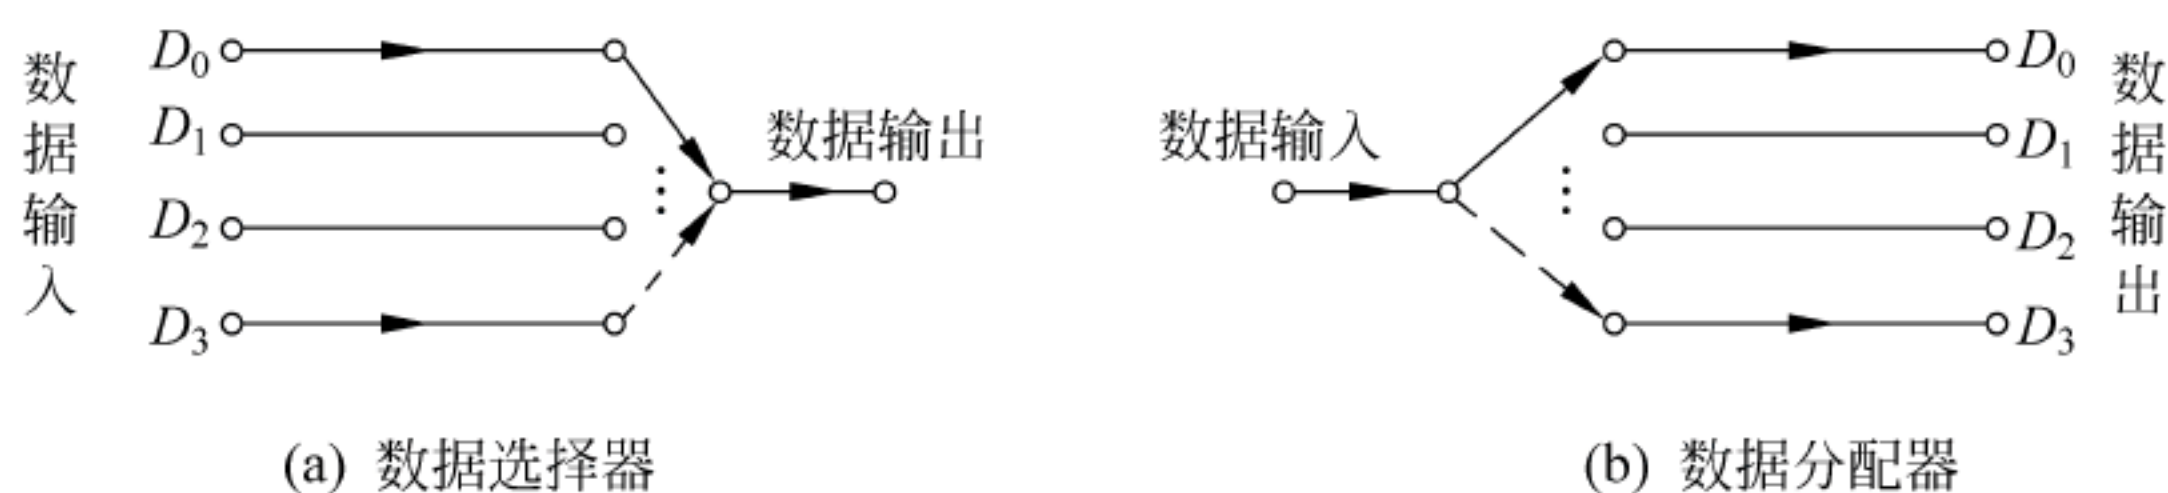 数据输入
D₀
D₁
D₂
D₃
数据输出
(a) 数据选择器
数据输入
D₀
D₁
D₂
D₃
数据输出
(b) 数据分配器